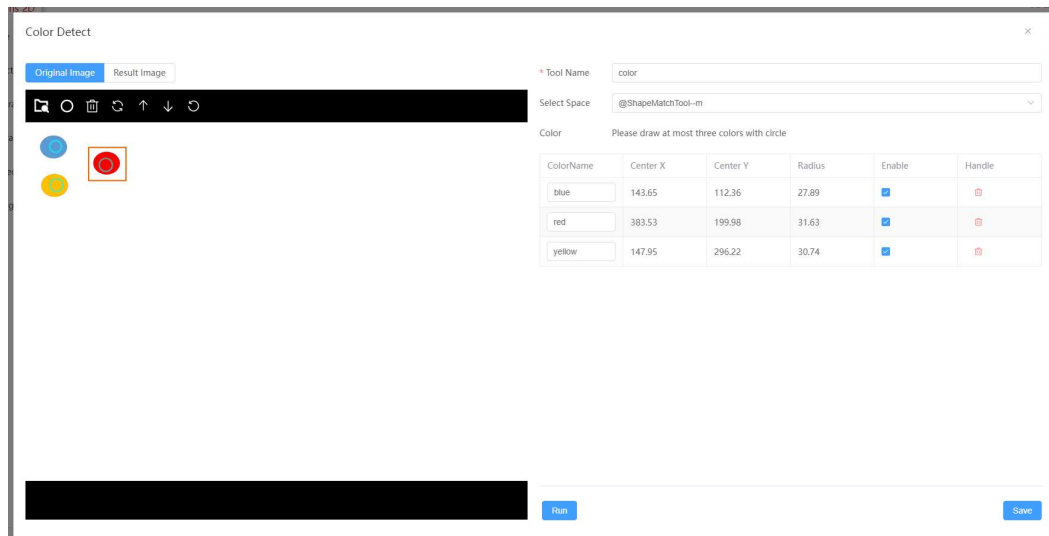 Color Detect
Original Image Result Image
* Tool Name color
Select Space @ShapeMatchTool--m
Color Please draw at most three colors with circle
ColorName Center X Center Y Radius Enable Handle
blue 143.65 112.36 27.89
red 383.53 199.98 31.63
yellow 147.95 296.22 30.74
Run Save